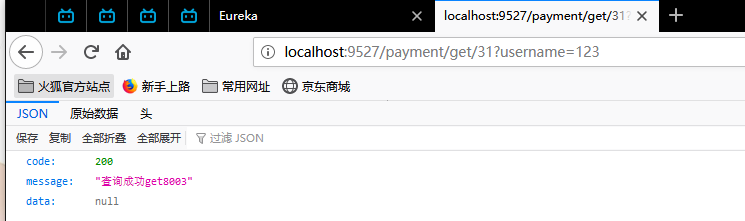 Eureka
localhost:9527/payment/get/31?
localhost:9527/payment/get/31?username=123
火狐官方站点 新手上路 常用网址 京东商城
JSON 原始数据 头
保存 复制 全部折叠 全部展开 过滤 JSON
code: 200
message: "查询成功get8003"
data: null